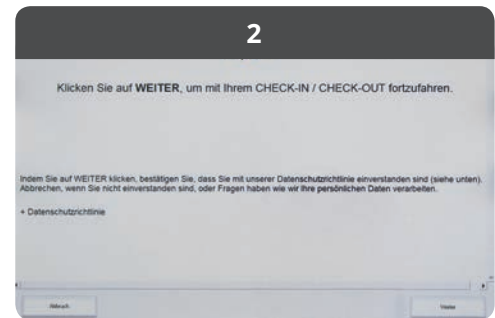 2
Klicken Sie auf WEITER, um mit Ihrem CHECK-IN / CHECK-OUT fortzufahren.
Indem Sie auf WEITER klicken, bestätigen Sie, dass Sie mit unserer Datenschutzrichtlinie einverstanden sind (siehe unten).
Abbrechen, wenn Sie nicht einverstanden sind, oder Fragen haben wie wir Ihre persönlichen Daten verarbeiten.
+ Datenschutzrichtlinie
Abbruch Weiter